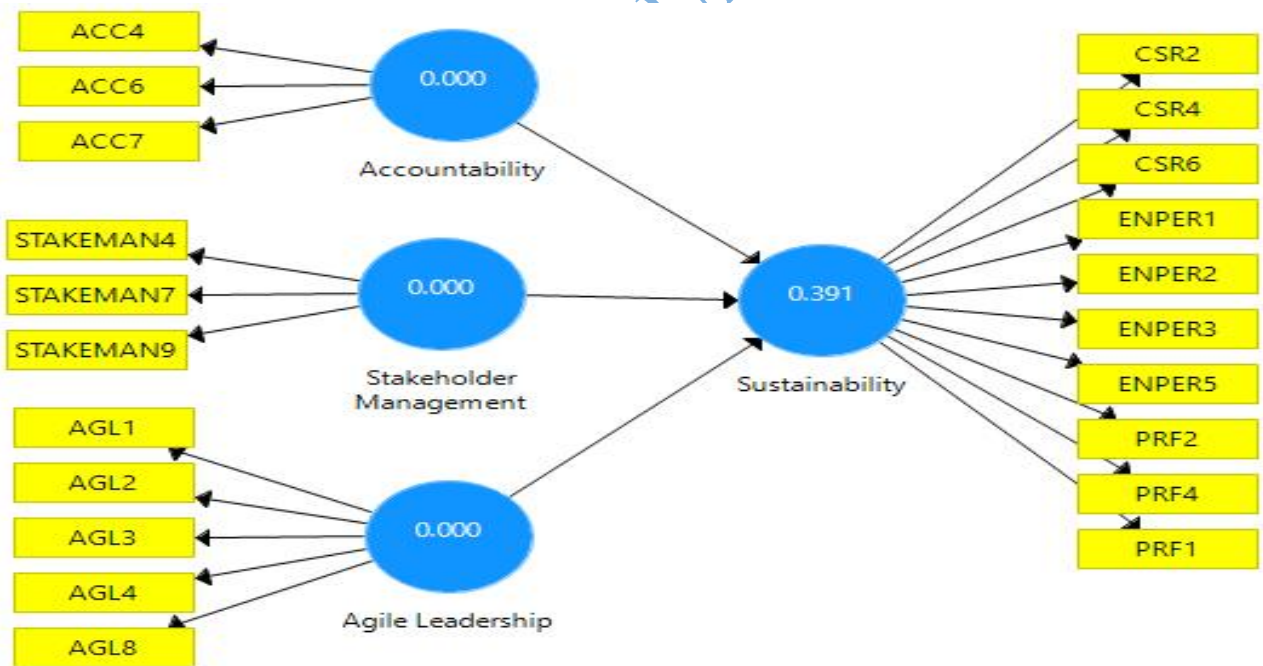 ACC4
ACC6
ACC7
0.000
Accountability
STAKEMAN4
STAKEMAN7
STAKEMAN9
0.000
Stakeholder
Management
AGL1
AGL2
AGL3
AGL4
AGL8
0.000
Agile Leadership
0.391
Sustainability
CSR2
CSR4
CSR6
ENPER1
ENPER2
ENPER3
ENPER5
PRF2
PRF4
PRF1